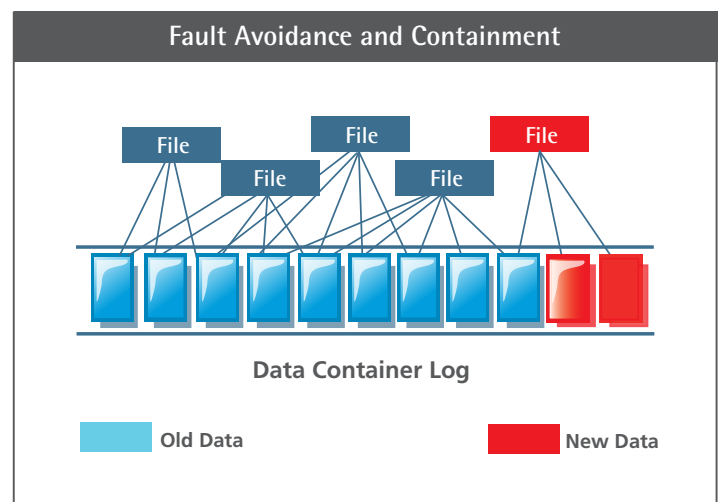 Fault Avoidance and Containment
File
File
File
File
File
Data Container Log
Old Data
New Data